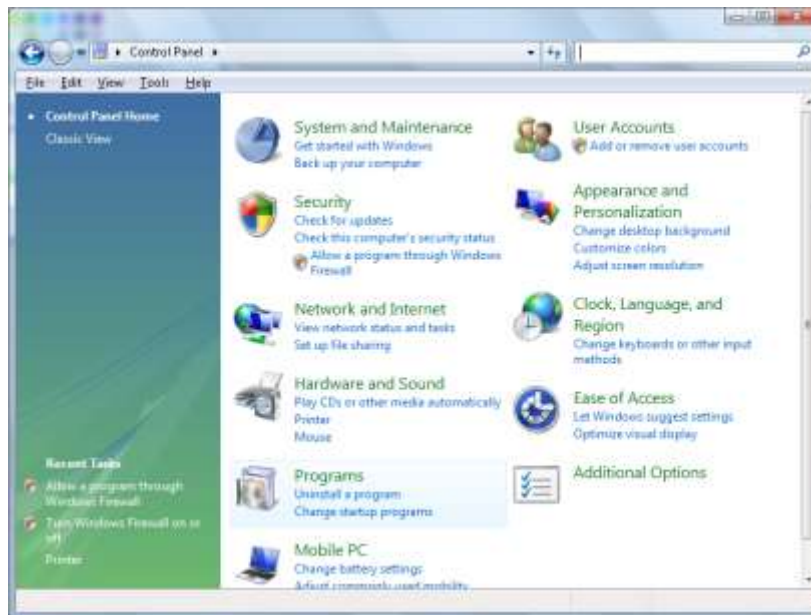 Control Panel
File Edit View Tools Help
Control Panel Home
Classic View
System and Maintenance
Get started with Windows
Back up your computer
Security
Check for updates
Check this computer's security status
Allow a program through Windows
Firewall
Network and Internet
View network status and tasks
Set up file sharing
Hardware and Sound
Play CDs or other media automatically
Printer
Mouse
Programs
Uninstall a program
Change startup programs
Mobile PC
Change battery settings
Adjust commonly used mobility
User Accounts
Add or remove user accounts
Appearance and
Personalization
Change desktop background
Customize colors
Adjust screen resolution
Clock, Language, and
Region
Change keyboards or other input
methods
Ease of Access
Let Windows suggest settings
Optimize visual display
Additional Options
Recent Tasks
Allow a program through
Windows Firewall
Turn Windows Firewall on or
off
Printer